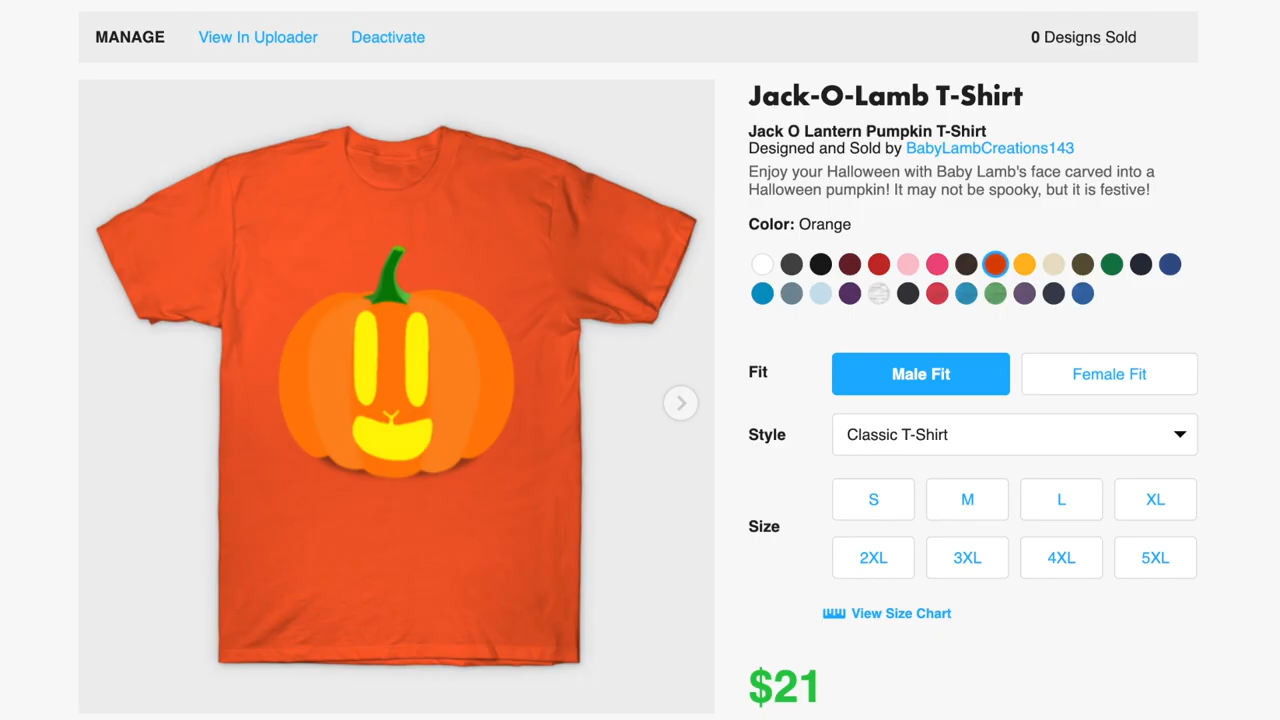 MANAGE View In Uploader Deactivate 0 Designs Sold
Jack-O-Lamb T-Shirt
Jack O Lantern Pumpkin T-Shirt
Designed and Sold by BabyLambCreations143
Enjoy your Halloween with Baby Lamb's face carved into a
Halloween pumpkin! It may not be spooky, but it is festive!
Color: Orange
Fit Male Fit Female Fit
Style Classic T-Shirt
Size
S M L XL
2XL 3XL 4XL 5XL
View Size Chart
$21